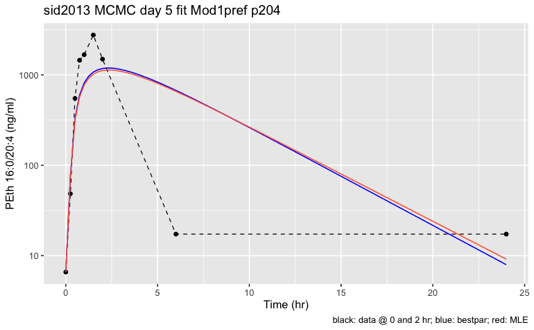 sid2013 MCMC day 5 fit Mod1pref p204
PEth 16:0/20:4 (ng/ml)
1000
100
10
0
5
10
15
20
25
Time (hr)
black: data @ 0 and 2 hr; blue: bestpar; red: MLE